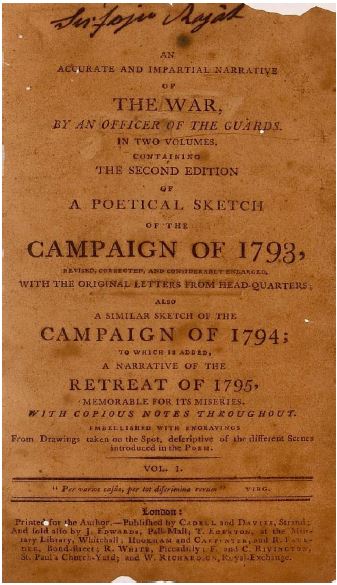 AN
ACCURATE AND IMPARTIAL NARRATIVE
OF
THE WAR,
BY AN OFFICER OF THE GUARDS.
IN TWO VOLUMES.
CONTAINING
THE SECOND EDITION
OF
A POETICAL SKETCH
OF THE
CAMPAIGN OF 1793,
REVISED, CORRECTED, AND CONSIDERABLY ENLARGED,
WITH THE ORIGINAL LETTERS FROM HEAD-QUARTERS;
ALSO
A SIMILAR SKETCH OF THE
CAMPAIGN OF 1794;
TO WHICH IS ADDED,
A NARRATIVE OF THE
RETREAT OF 1795,
MEMORABLE FOR ITS MISERIES.
WITH COPIOUS NOTES THROUGHOUT.
EMBELLISHED WITH ENGRAVINGS
From Drawings taken on the Spot, deſcriptive of the different Scenes
introduced in the POEM.
VOL. I.
"Per varios caſus, per tot diſcrimina rerum" VIRG.
London:
Printed for the Author.—Publiſhed by CADELL and DAVIES, Strand;
And ſold alſo by J. EDWARDS, Pall-Mall; T. EGERTON, at the Mili-
tary Library, Whitehall; HOOKHAM and CARPENTER, and R. FAUL-
DER, Bond-ſtreet; R. WHITE, Piccadilly; F. and C. RIVINGTON,
St. Paul's Church-Yard; and W. RICHARDSON, Royal-Exchange.